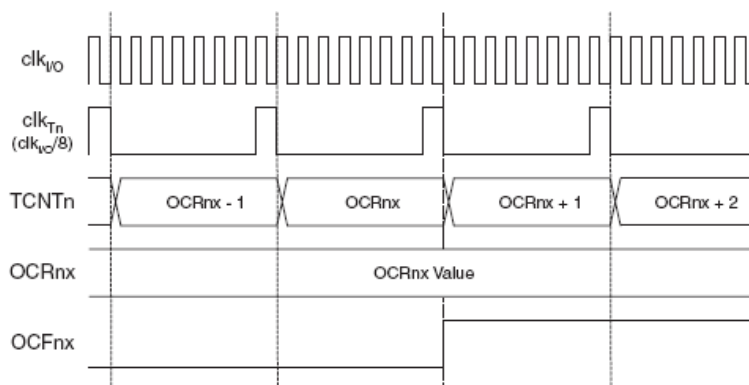 clkI/O
clkTn
(clkI/O/8)
TCNTn OCRnx - 1 OCRnx OCRnx + 1 OCRnx + 2
OCRnx OCRnx Value
OCFnx